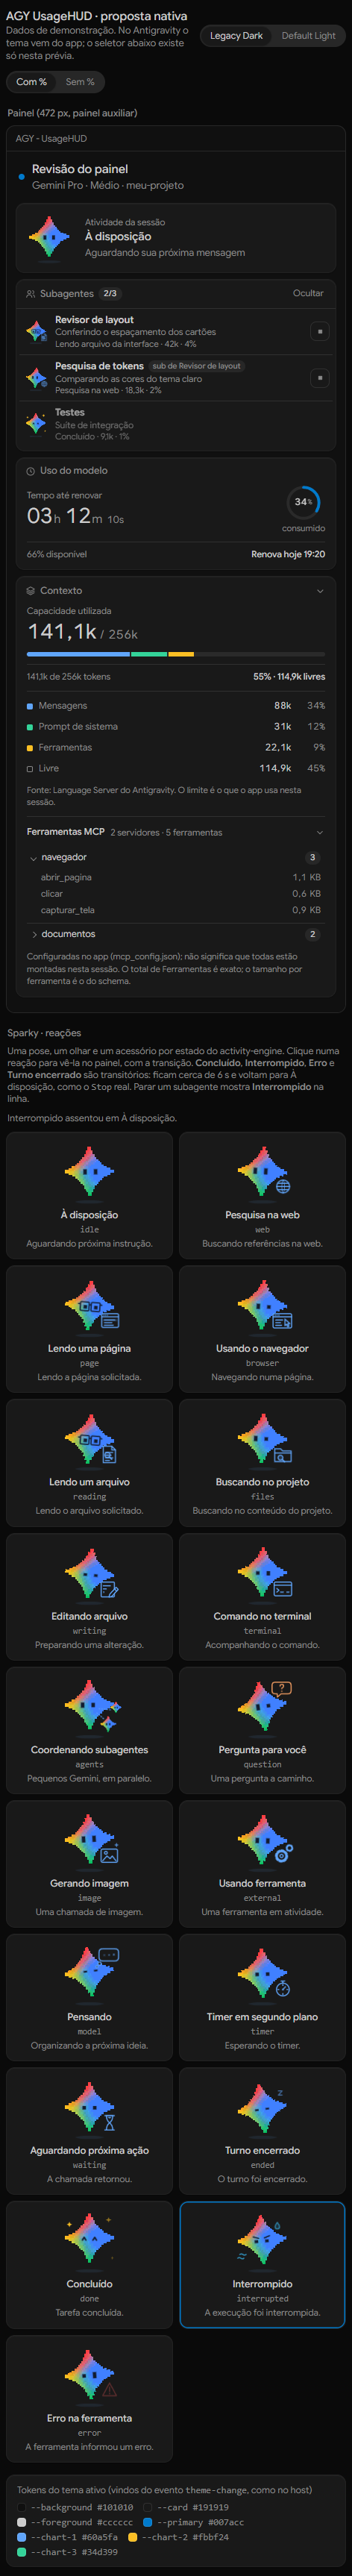 AGY UsageHUD · proposta nativa
Dados de demonstração. No Antigravity o
tema vem do app; o seletor abaixo existe
só nesta prévia.
Legacy Dark
Default Light
Com %
Sem %
Painel (472 px, painel auxiliar)
AGY - UsageHUD
Revisão do painel
Gemini Pro · Médio · meu-projeto
Atividade da sessão
À disposição
Aguardando sua próxima mensagem
Subagentes 2/3
Ocultar
Revisor de layout
Conferindo o espaçamento dos cartões
Lendo arquivo da interface · 42k · 4%
Pesquisa de tokens sub de Revisor de layout
Comparando as cores do tema claro
Pesquisa na web · 18,3k · 2%
Testes
Suíte de integração
Concluído · 9,1k · 1%
Uso do modelo
Tempo até renovar
03h 12m 10s
34%
consumido
66% disponível
Renova hoje 19:20
Contexto
Capacidade utilizada
141,1k / 256k
141,1k de 256k tokens
55% · 114,9k livres
Mensagens 88k 34%
Prompt de sistema 31k 12%
Ferramentas 22,1k 9%
Livre 114,9k 45%
Fonte: Language Server do Antigravity. O limite é o que o app usa nesta
sessão.
Ferramentas MCP 2 servidores · 5 ferramentas
navegador 3
abrir_pagina 1,1 KB
clicar 0,6 KB
capturar_tela 0,9 KB
documentos 2
Configuradas no app (mcp_config.json); não significa que todas estão
montadas nesta sessão. O total de Ferramentas é exato; o tamanho por
ferramenta é o do schema.
Sparky · reações
Uma pose, um olhar e um acessório por estado do activity-engine. Clique numa
reação para vê-lo no painel, com a transição. Concluído, Interrompido, Erro e
Turno encerrado são transitórios: ficam cerca de 6 s e voltam para À
disposição, como o Stop real. Parar um subagente mostra Interrompido na
linha.
Interrompido assentou em À disposição.
À disposição
idle
Aguardando próxima instrução.
Pesquisa na web
web
Buscando referências na web.
Lendo uma página
page
Lendo a página solicitada.
Usando o navegador
browser
Navegando numa página.
Lendo um arquivo
reading
Lendo o arquivo solicitado.
Buscando no projeto
files
Buscando no conteúdo do projeto.
Editando arquivo
writing
Preparando uma alteração.
Comando no terminal
terminal
Acompanhando o comando.
Coordenando subagentes
agents
Pequenos Gemini, em paralelo.
?
Pergunta para você
question
Uma pergunta a caminho.
Gerando imagem
image
Uma chamada de imagem.
Usando ferramenta
external
Uma ferramenta em atividade.
Pensando
model
Organizando a próxima ideia.
Timer em segundo plano
timer
Esperando o timer.
Aguardando próxima ação
waiting
A chamada retornou.
z
Turno encerrado
ended
O turno foi encerrado.
Concluído
done
Tarefa concluída.
Interrompido
interrupted
A execução foi interrompida.
Erro na ferramenta
error
A ferramenta informou um erro.
Tokens do tema ativo (vindos do evento theme-change, como no host)
--background #101010 --card #191919
--foreground #cccccc --primary #007acc
--chart-1 #60a5fa --chart-2 #fbbf24
--chart-3 #34d399